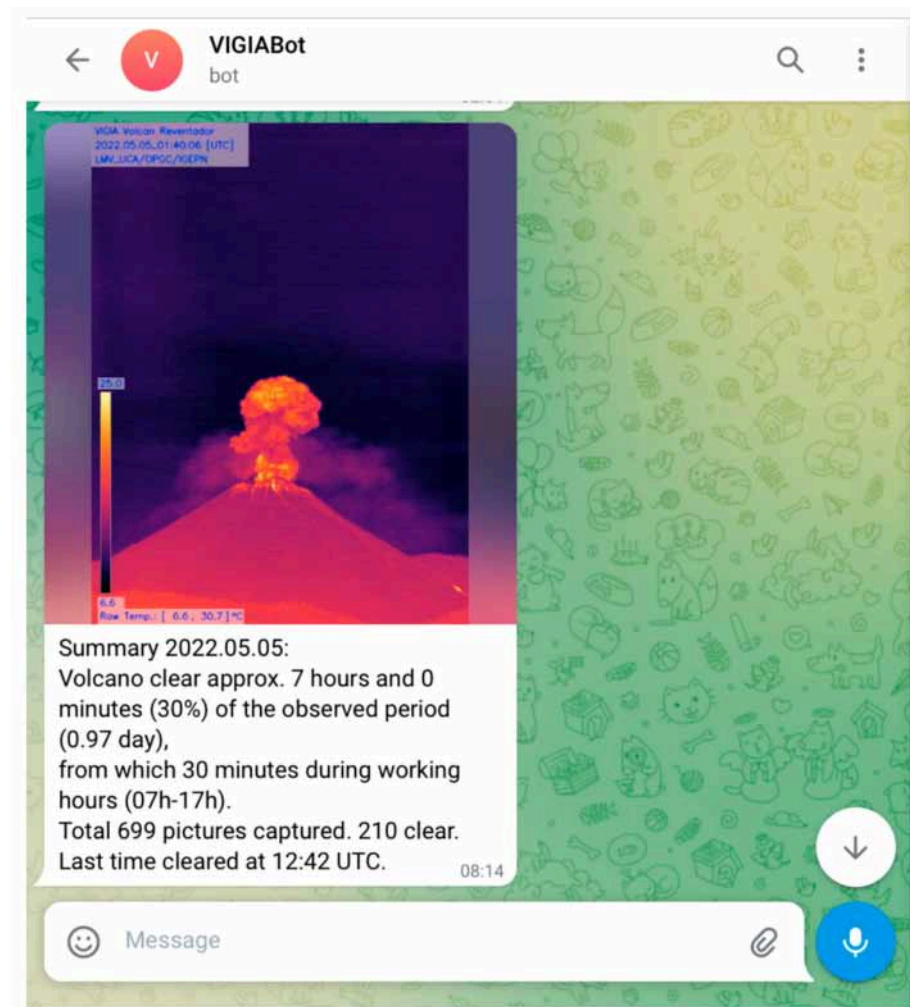 VIGIABot
V
bot
VIGIA Volcan Reventador
2022.05.05_01:40:06 [UTC]
LMV_UCA/OPGC/IGEPN
25.0
6.6
Raw Temp.: [ 6.6, 30.7]ºC
Summary 2022.05.05:
Volcano clear approx. 7 hours and 0
minutes (30%) of the observed period
(0.97 day),
from which 30 minutes during working
hours (07h-17h).
Total 699 pictures captured. 210 clear.
Last time cleared at 12:42 UTC.
08:14
Message